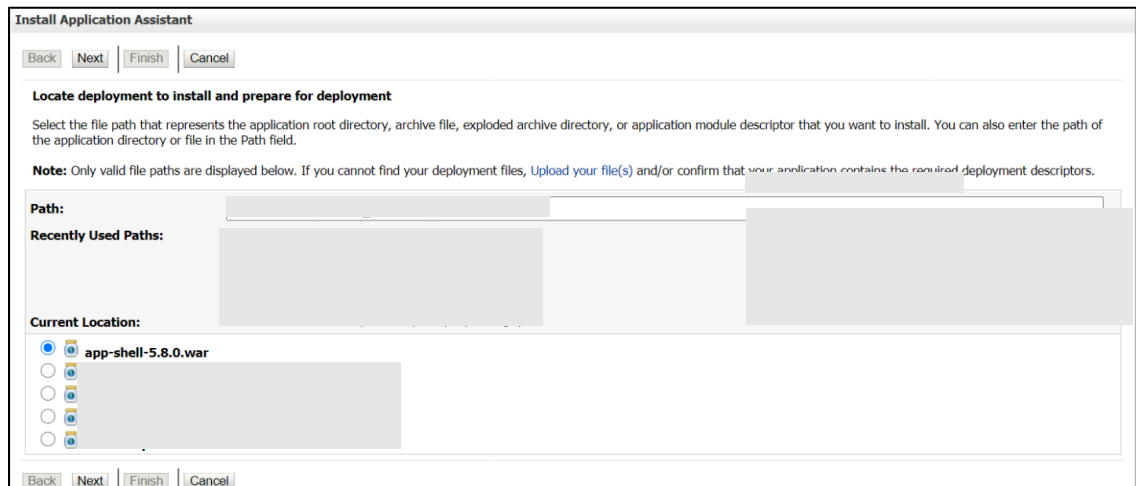 Install Application Assistant
Back Next Finish Cancel
Locate deployment to install and prepare for deployment
Select the file path that represents the application root directory, archive file, exploded archive directory, or application module descriptor that you want to install. You can also enter the path of
the application directory or file in the Path field.
Note: Only valid file paths are displayed below. If you cannot find your deployment files, Upload your file(s) and/or confirm that your application contains the required deployment descriptors.
Path:
Recently Used Paths:
Current Location:
app-shell-5.8.0.war
Back Next Finish Cancel